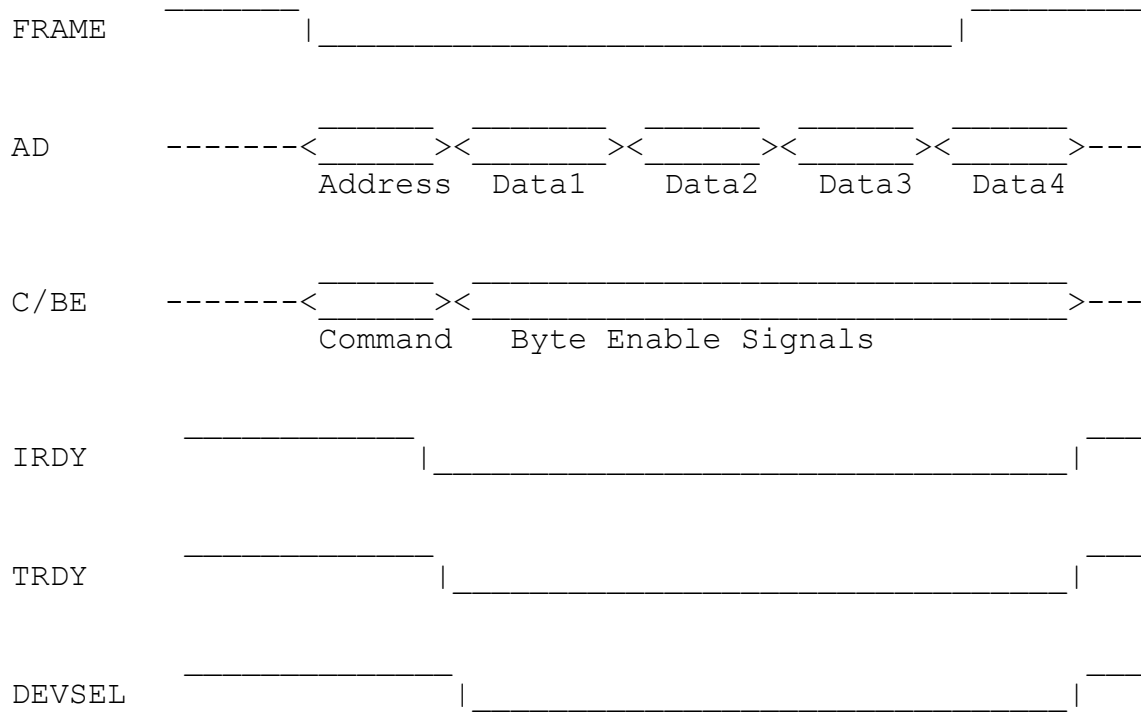 FRAME
AD
Address Data1 Data2 Data3 Data4
C/BE
Command Byte Enable Signals
IRDY
TRDY
DEVSEL